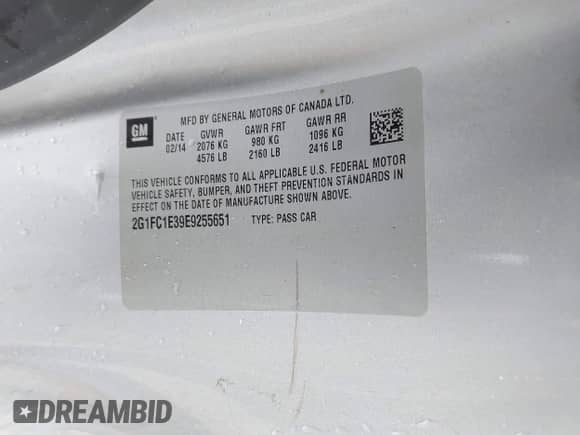 GM
MFD BY GENERAL MOTORS OF CANADA LTD.
DATE GVWR GAWR FRT GAWR RR
02/14 2076 KG 980 KG 1096 KG
4576 LB 2160 LB 2416 LB
THIS VEHICLE CONFORMS TO ALL APPLICABLE U.S. FEDERAL MOTOR
VEHICLE SAFETY, BUMPER, AND THEFT PREVENTION STANDARDS IN
EFFECT ON THE DATE OF MANUFACTURE SHOWN ABOVE.
2G1FC1E39E9255651 TYPE: PASS CAR
DREAMBID